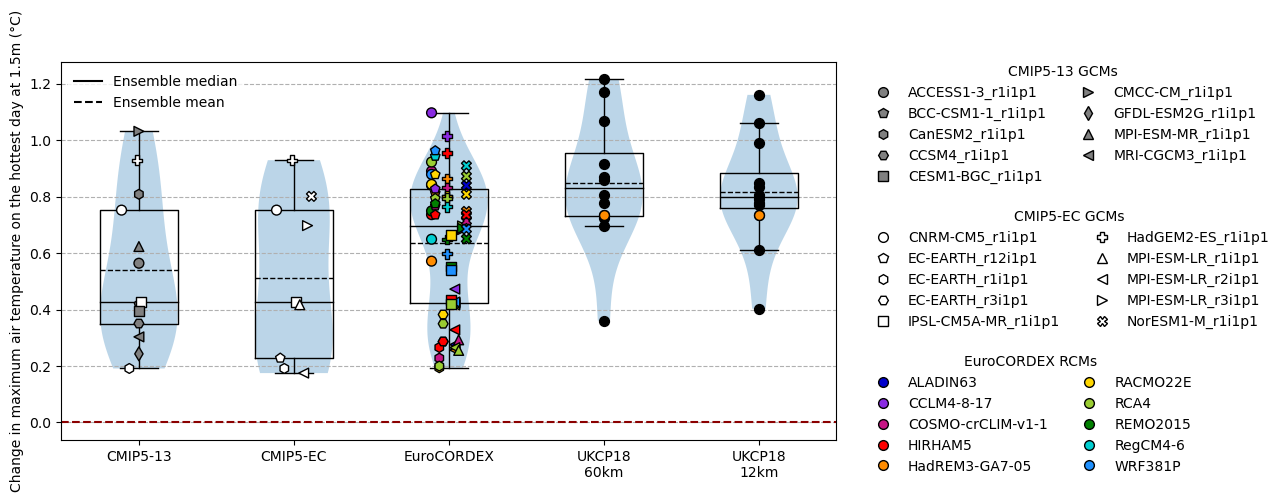 Change in maximum air temperature on the hottest day at 1.5m (°C)
1.2
1.0
0.8
0.6
0.4
0.2
0.0
Ensemble median
Ensemble mean
CMIP5-13
CMIP5-EC
EuroCORDEX
UKCP18
60km
UKCP18
12km
CMIP5-13 GCMs
ACCESS1-3_r1i1p1
BCC-CSM1-1_r1i1p1
CanESM2_r1i1p1
CCSM4_r1i1p1
CESM1-BGC_r1i1p1
CMCC-CM_r1i1p1
GFDL-ESM2G_r1i1p1
MPI-ESM-MR_r1i1p1
MRI-CGCM3_r1i1p1
CMIP5-EC GCMs
CNRM-CM5_r1i1p1
EC-EARTH_r12i1p1
EC-EARTH_r1i1p1
EC-EARTH_r3i1p1
IPSL-CM5A-MR_r1i1p1
HadGEM2-ES_r1i1p1
MPI-ESM-LR_r1i1p1
MPI-ESM-LR_r2i1p1
MPI-ESM-LR_r3i1p1
NorESM1-M_r1i1p1
EuroCORDEX RCMs
ALADIN63
CCLM4-8-17
COSMO-crCLIM-v1-1
HIRHAM5
HadREM3-GA7-05
RACMO22E
RCA4
REMO2015
RegCM4-6
WRF381P